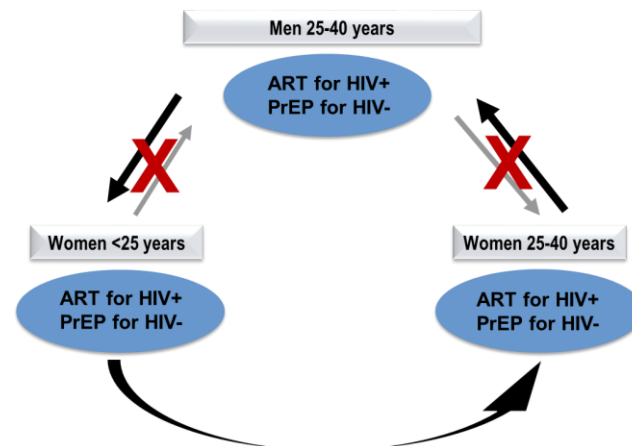 Men 25-40 years
ART for HIV+
PrEP for HIV-
X
X
Women <25 years
Women 25-40 years
ART for HIV+
PrEP for HIV-
ART for HIV+
PrEP for HIV-